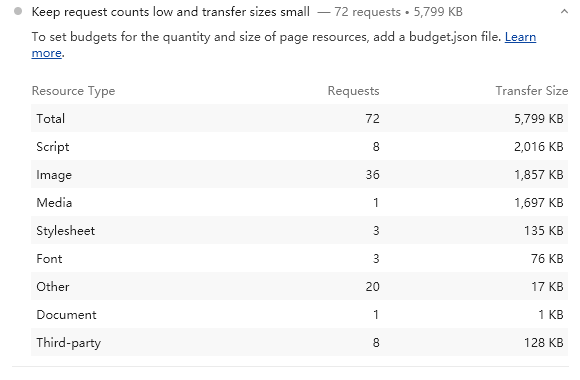 Keep request counts low and transfer sizes small — 72 requests • 5,799 KB
To set budgets for the quantity and size of page resources, add a budget.json file. Learn
more.
Resource Type Requests Transfer Size
Total 72 5,799 KB
Script 8 2,016 KB
Image 36 1,857 KB
Media 1 1,697 KB
Stylesheet 3 135 KB
Font 3 76 KB
Other 20 17 KB
Document 1 1 KB
Third-party 8 128 KB